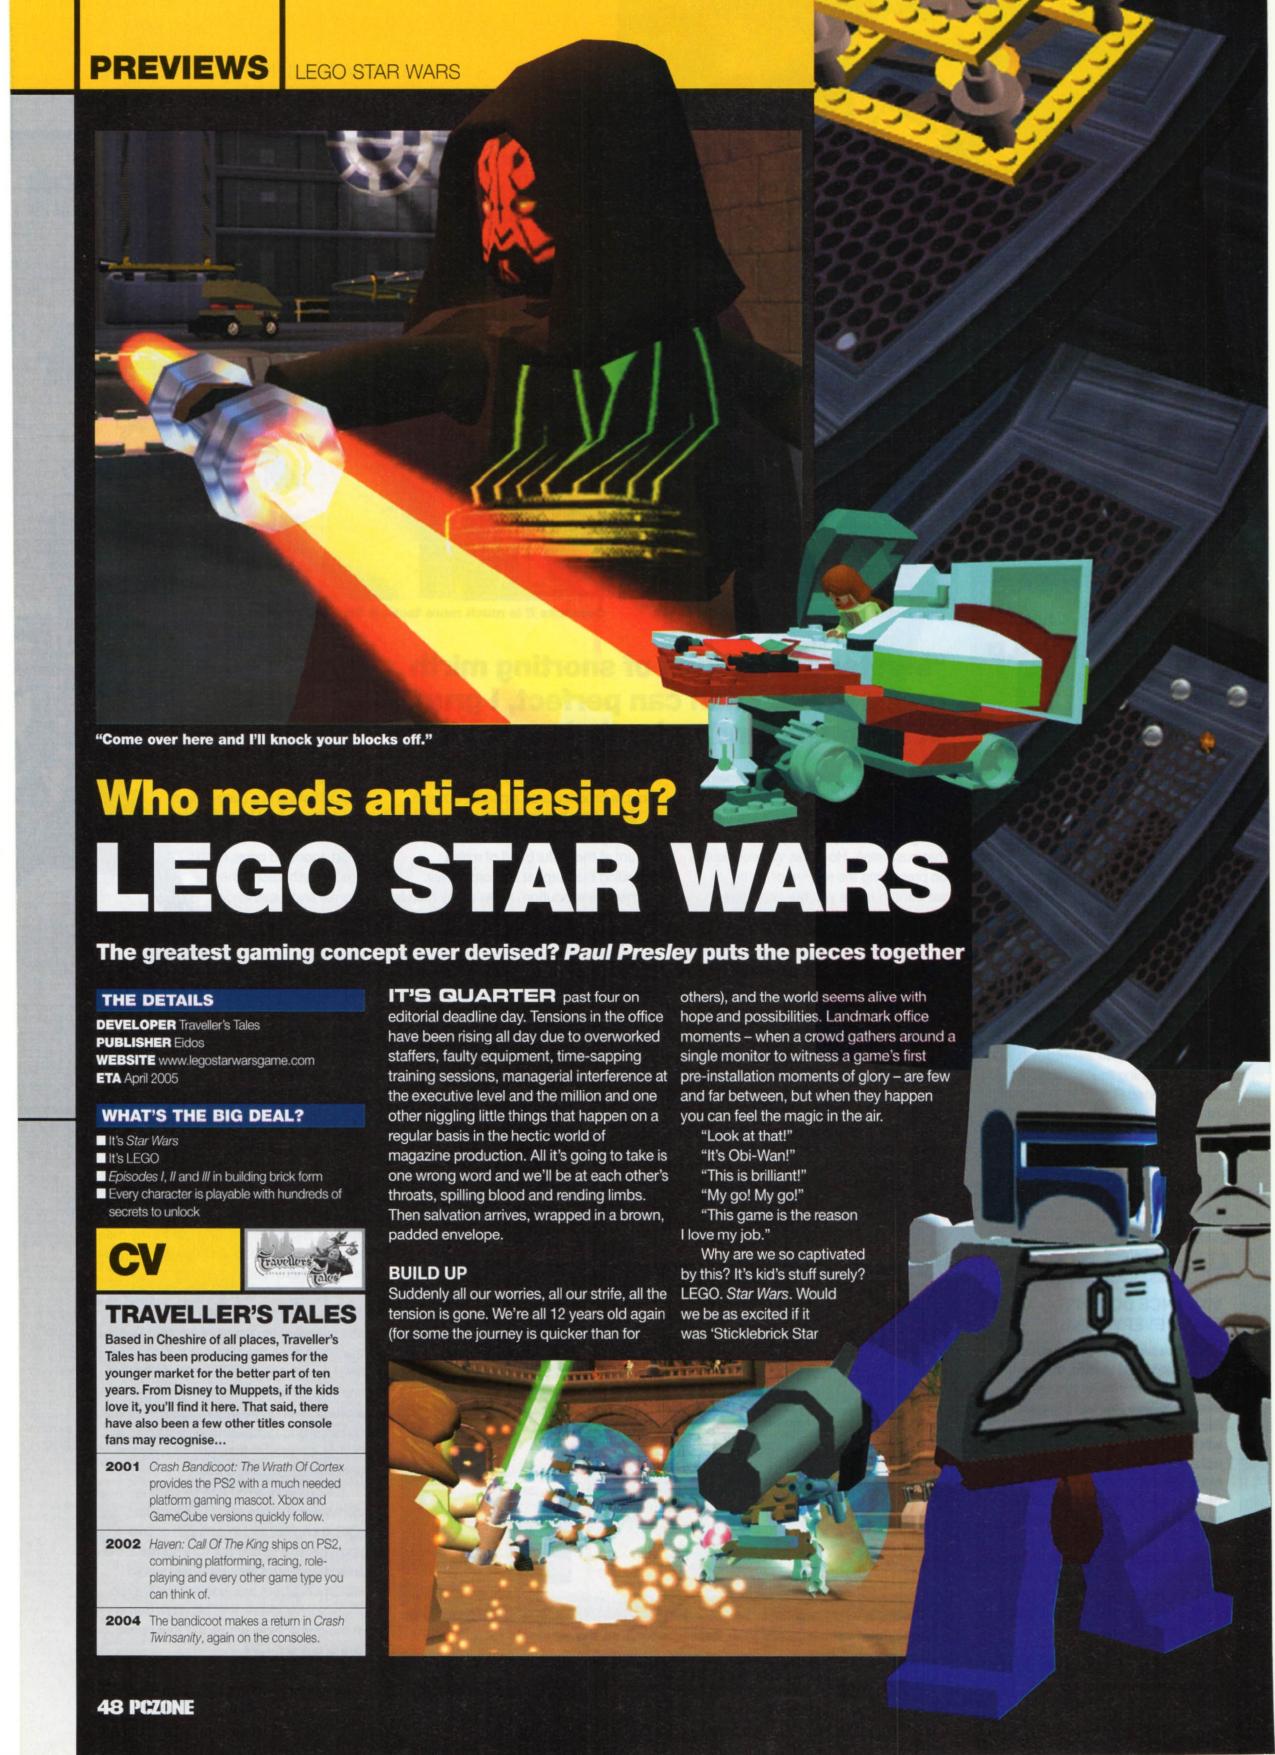 PREVIEWS
LEGO STAR WARS
“Come over here and I'll knock your blocks off.”
Who needs anti-aliasing?
LEGO STAR WARS
The greatest gaming concept ever devised? Paul Presley puts the pieces together
THE DETAILS
DEVELOPER Traveller's Tales
PUBLISHER Eidos
WEBSITE www.legostarwarsgame.com
ETA April 2005
WHAT'S THE BIG DEAL?
■ It's Star Wars
■ It's LEGO
■ Episodes I, II and III in building brick form
■ Every character is playable with hundreds of
secrets to unlock
CV
Travellers
Tales
TRAVELLER'S TALES
Based in Cheshire of all places, Traveller's
Tales has been producing games for the
younger market for the better part of ten
years. From Disney to Muppets, if the kids
love it, you'll find it here. That said, there
have also been a few other titles console
fans may recognise...
2001 Crash Bandicoot: The Wrath Of Cortex
provides the PS2 with a much needed
platform gaming mascot. Xbox and
GameCube versions quickly follow.
2002 Haven: Call Of The King ships on PS2,
combining platforming, racing, role-
playing and every other game type you
can think of.
2004 The bandicoot makes a return in Crash
Twinsanity, again on the consoles.
IT'S QUARTER past four on
editorial deadline day. Tensions in the office
have been rising all day due to overworked
staffers, faulty equipment, time-sapping
training sessions, managerial interference at
the executive level and the million and one
other niggling little things that happen on a
regular basis in the hectic world of
magazine production. All it's going to take is
one wrong word and we'll be at each other's
throats, spilling blood and rending limbs.
Then salvation arrives, wrapped in a brown,
padded envelope.
BUILD UP
Suddenly all our worries, all our strife, all the
tension is gone. We're all 12 years old again
(for some the journey is quicker than for
others), and the world seems alive with
hope and possibilities. Landmark office
moments – when a crowd gathers around a
single monitor to witness a game's first
pre-installation moments of glory – are few
and far between, but when they happen
you can feel the magic in the air.
“Look at that!”
“It's Obi-Wan!”
“This is brilliant!”
“My go! My go!”
“This game is the reason
I love my job.”
Why are we so captivated
by this? It's kid's stuff surely?
LEGO. Star Wars. Would
we be as excited if it
was ‘Sticklebrick Star
48 PCZONE